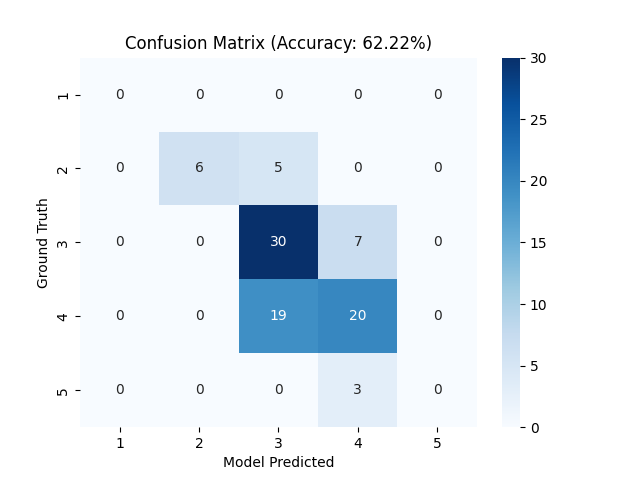 Confusion Matrix (Accuracy: 62.22%)
Ground Truth
1 0 0 0 0 0
2 0 6 5 0 0
3 0 0 30 7 0
4 0 0 19 20 0
5 0 0 0 3 0
1 2 3 4 5
Model Predicted
30
25
20
15
10
5
0